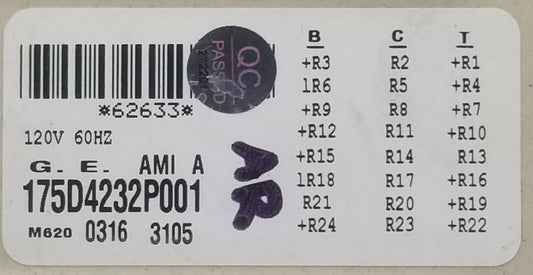 B C T
+R3 R2 +R1
1R6 R5 +R4
+R9 R8 +R7
+R12 R11 +R10
+R15 R14 R13
1R18 R17 +R16
R21 R20 +R19
+R24 R23 +R22
QC
PASSED
*62633*
120V 60HZ
G. E. AMI A
175D4232P001
M620 0316 3105
AR